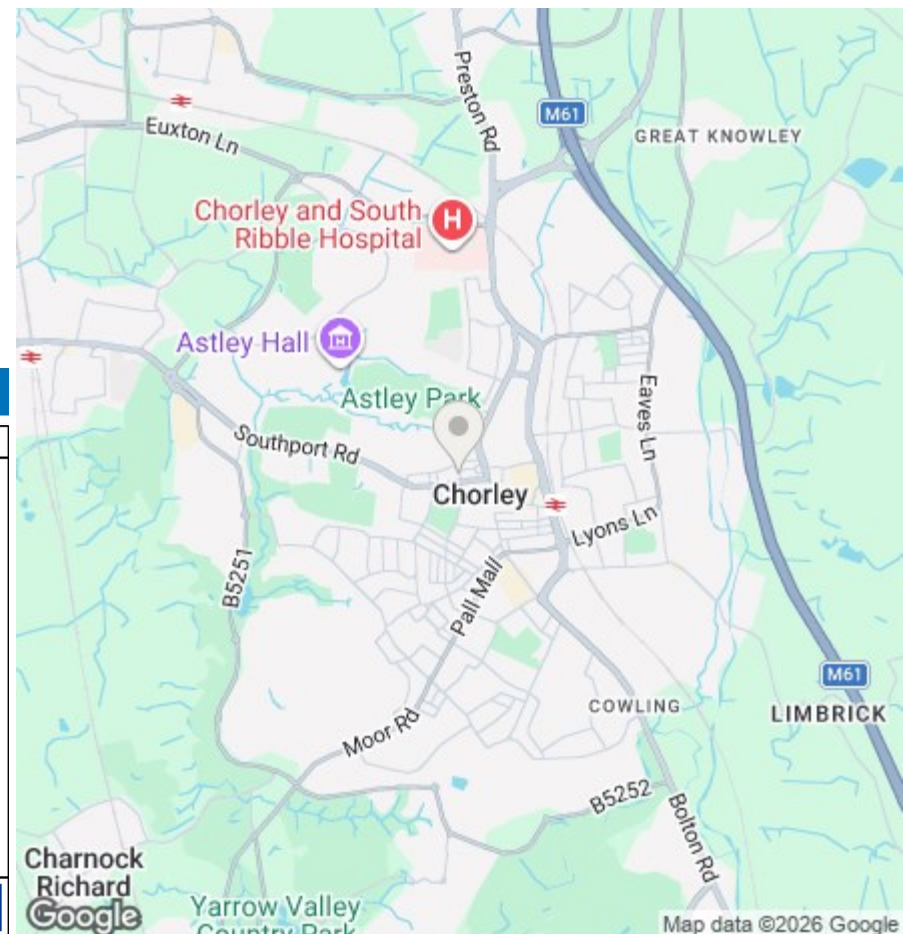 Preston Rd
M61
GREAT KNOWLEY
Euxton Ln
Chorley and South
Ribble Hospital
H
Astley Hall
Astley Park
Eaves Ln
Southport Rd
Chorley
Lyons Ln
B5251
Pall Mall
M61
COWLING
LIMBRICK
Moor Rd
B5252
Bolton Rd
Charnock
Richard
Yarrow Valley
Country Park
Google
Map data ©2026 Google